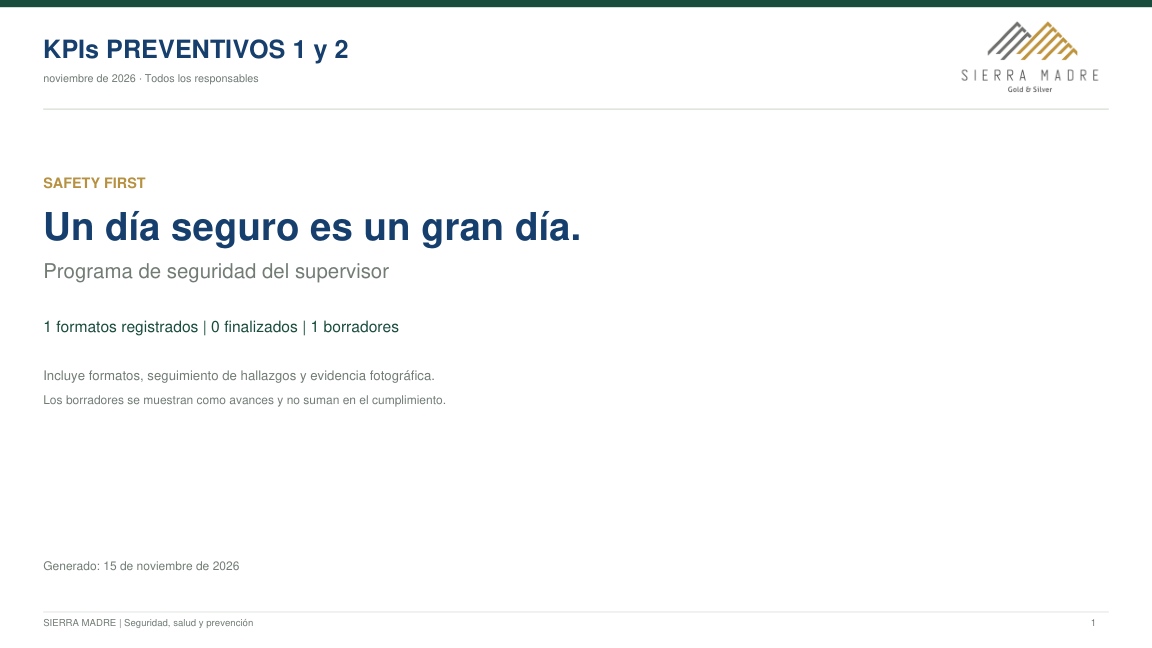 KPIs PREVENTIVOS 1 y 2
noviembre de 2026 · Todos los responsables
SIERRA MADRE
Gold & Silver
SAFETY FIRST
Un día seguro es un gran día.
Programa de seguridad del supervisor
1 formatos registrados | 0 finalizados | 1 borradores
Incluye formatos, seguimiento de hallazgos y evidencia fotográfica.
Los borradores se muestran como avances y no suman en el cumplimiento.
Generado: 15 de noviembre de 2026
SIERRA MADRE | Seguridad, salud y prevención
1